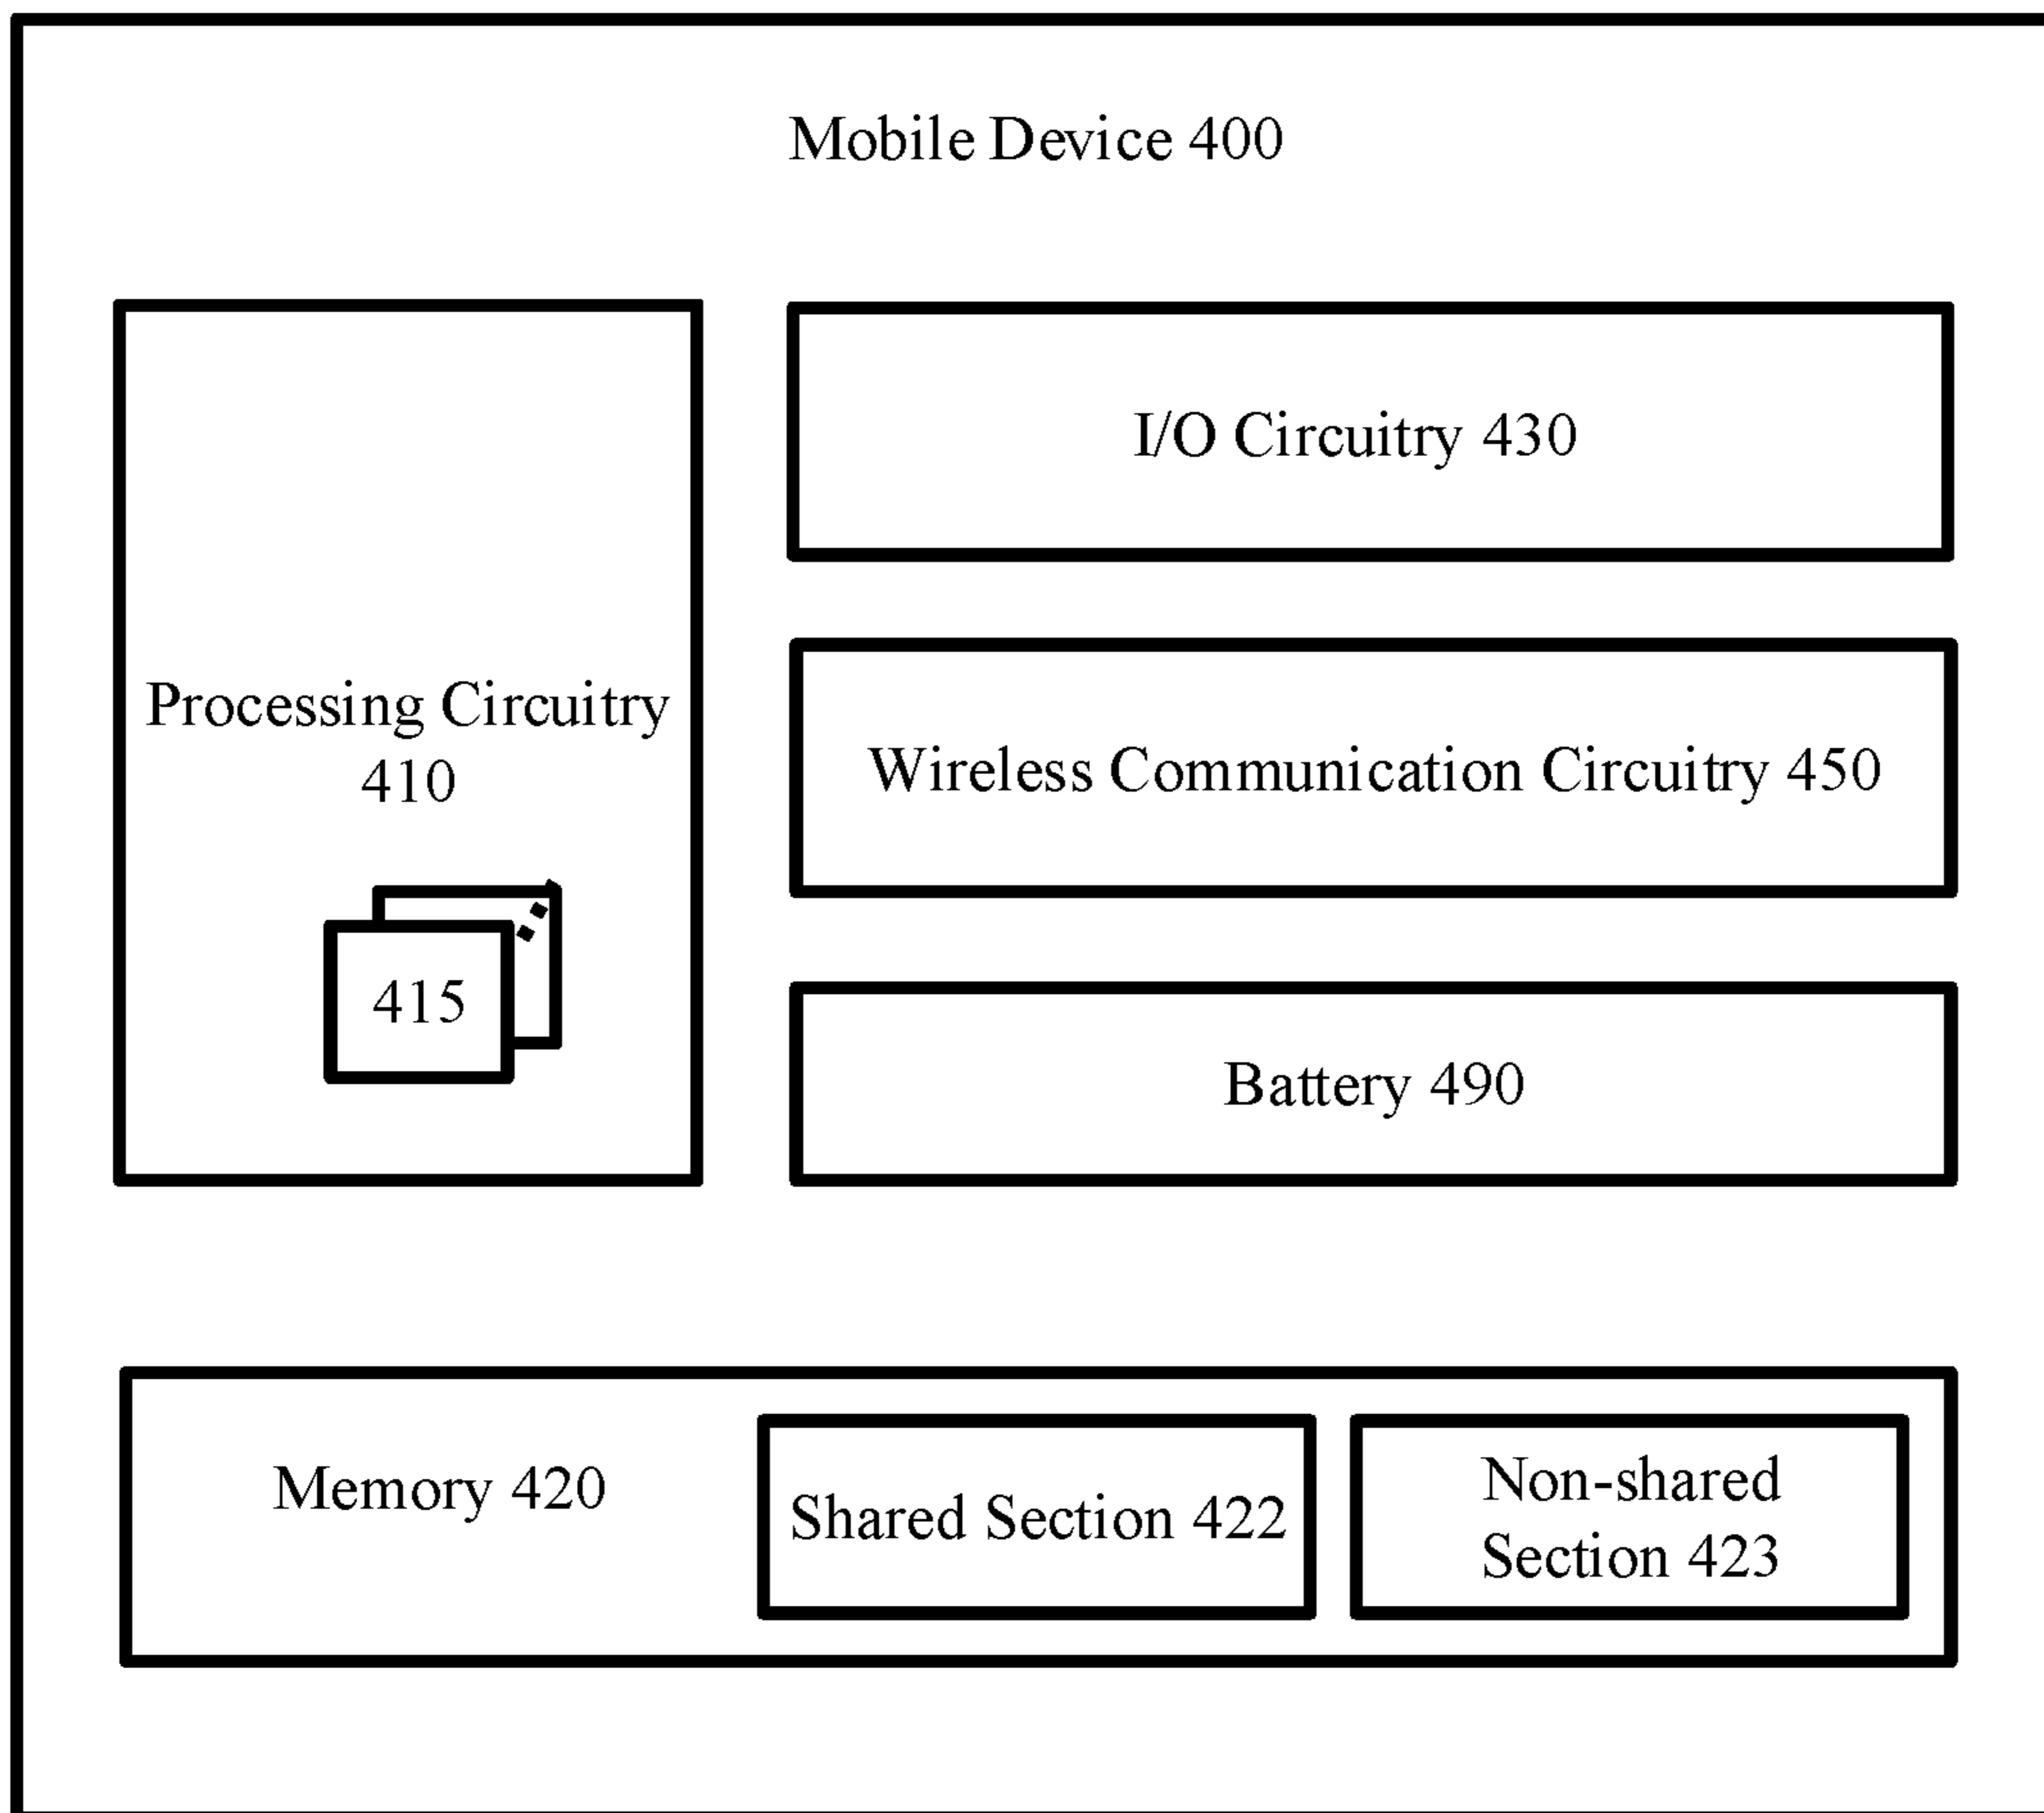 Mobile Device 400
I/O Circuitry 430
Processing Circuitry
410
Wireless Communication Circuitry 450
415
Battery 490
Memory 420
Shared Section 422
Non-shared
Section 423